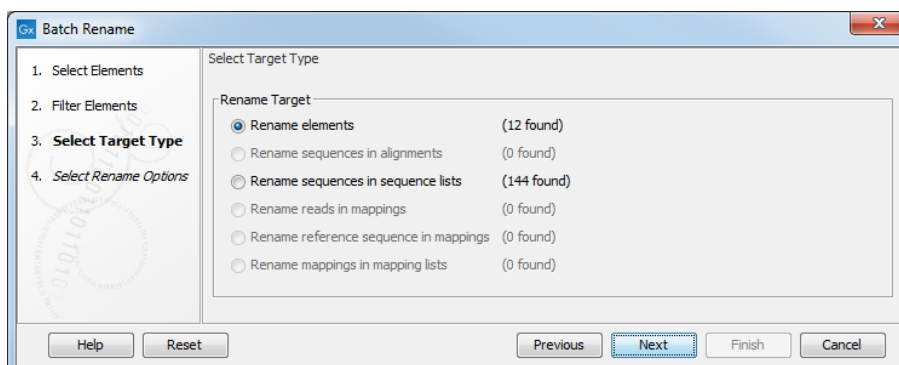 Gx Batch Rename
1. Select Elements
2. Filter Elements
3. Select Target Type
4. Select Rename Options
Select Target Type
Rename Target
Rename elements (12 found)
Rename sequences in alignments (0 found)
Rename sequences in sequence lists (144 found)
Rename reads in mappings (0 found)
Rename reference sequence in mappings (0 found)
Rename mappings in mapping lists (0 found)
Help Reset Previous Next Finish Cancel